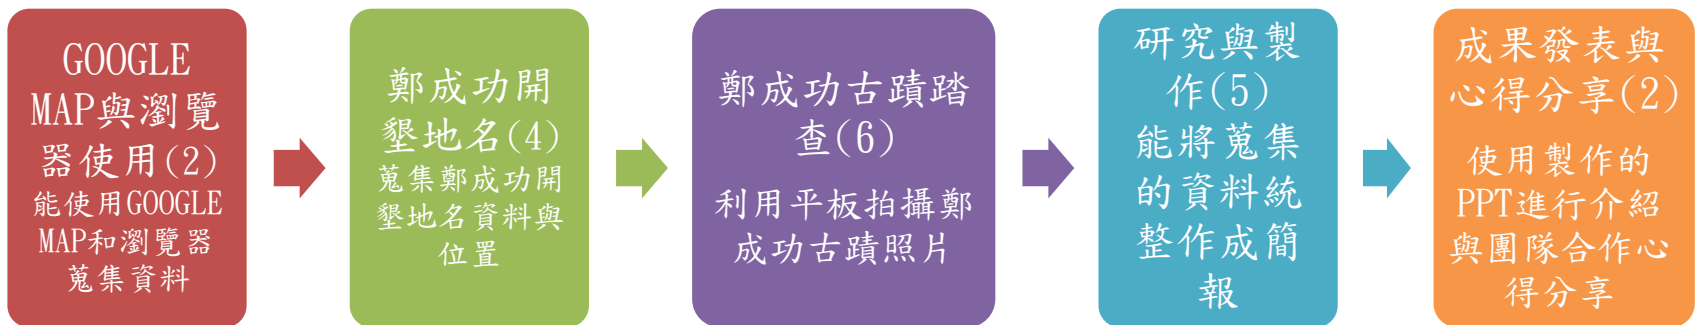 GOOGLE
MAP與瀏覽
器使用(2)
能使用GOOGLE
MAP和瀏覽器
蒐集資料
鄭成功開
墾地名(4)
蒐集鄭成功開
墾地名資料與
位置
鄭成功古蹟踏
查(6)
利用平板拍攝鄭
成功古蹟照片
研究與製
作(5)
能將蒐集
的資料統
整作成簡
報
成果發表與
心得分享(2)
使用製作的
PPT進行介紹
與團隊合作心
得分享